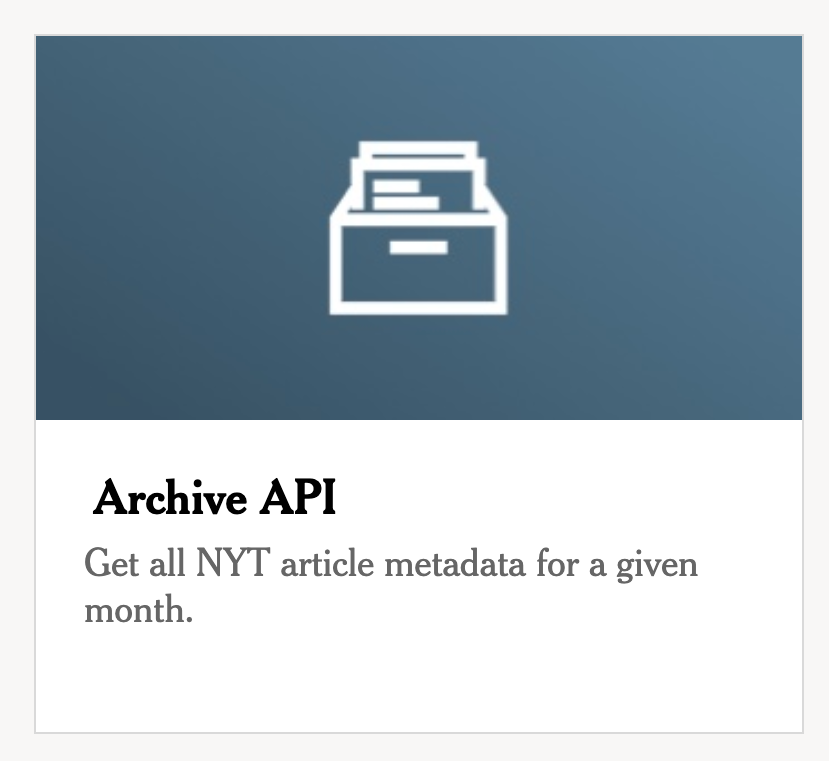 Archive API
Get all NYT article metadata for a given
month.